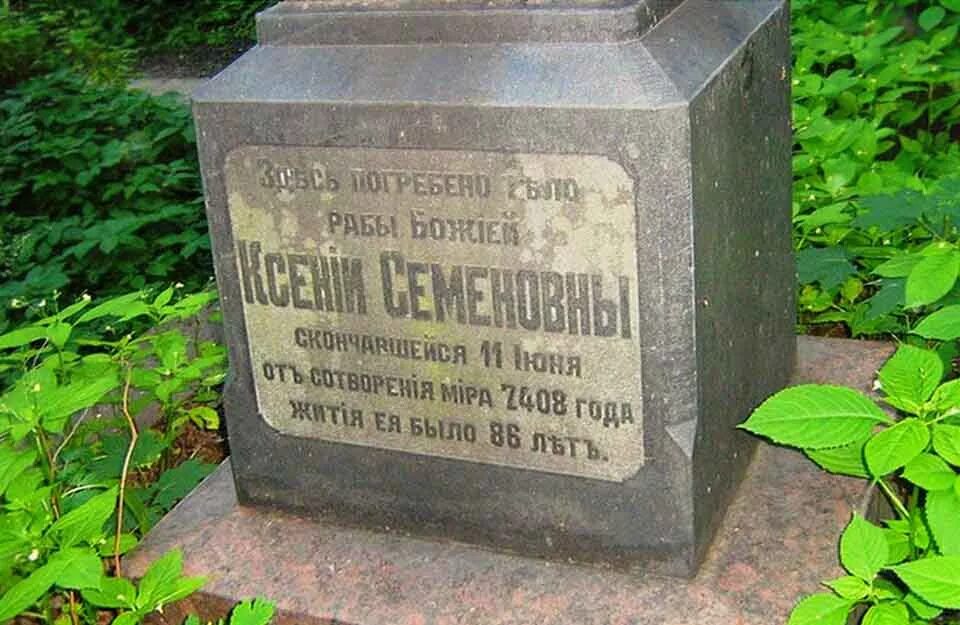 Здѣсь погребено тѣло
рабы Божіей
Ксеніи Семеновны
скончавшейся 11 Іюня
отъ сотворенія міра 7408 года
житія ея было 86 лѣтъ.